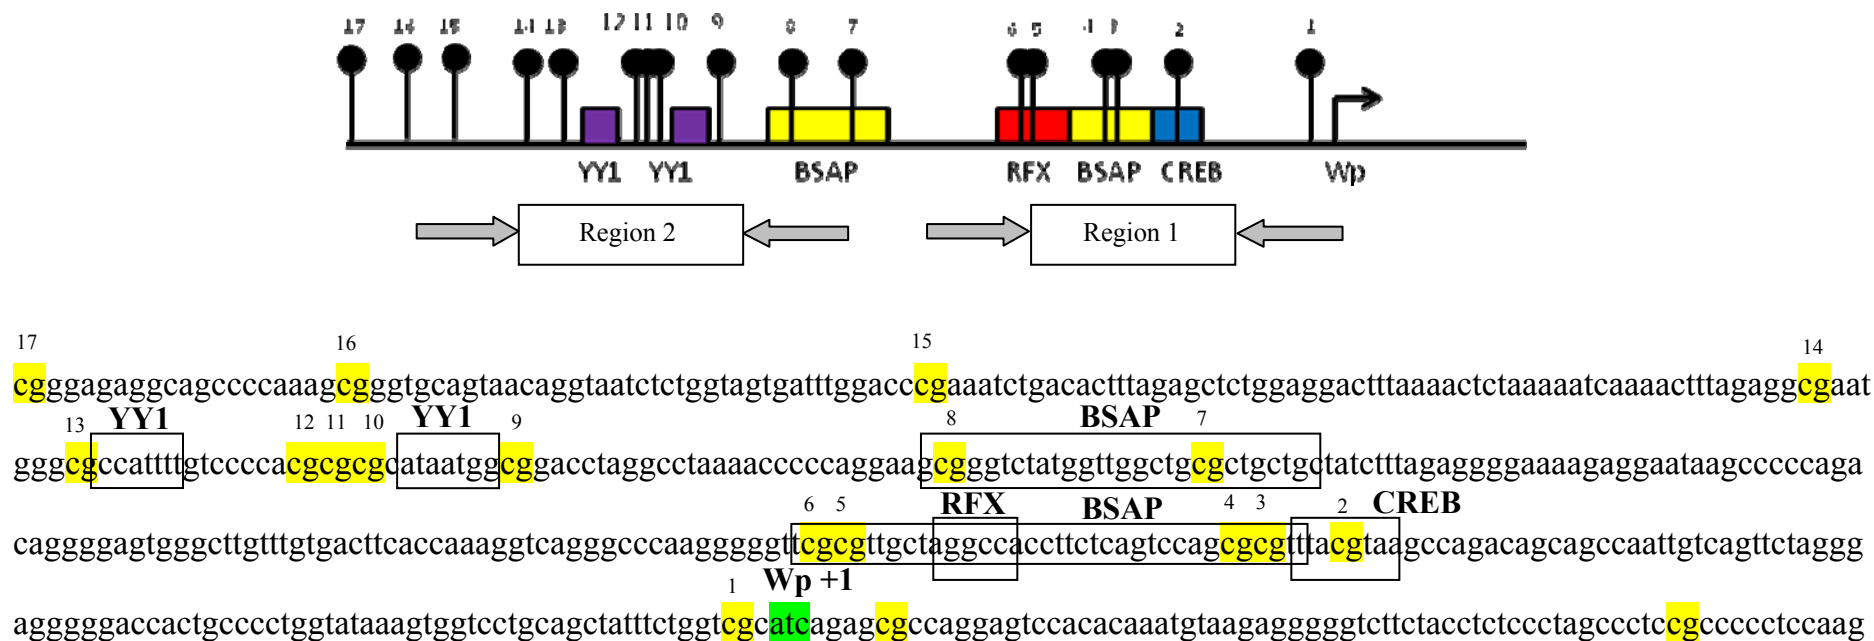 17 16 15 14 13 12 11 10 9 8 7 6 5 4 3 2 1
YY1 YY1 BSAP RFX BSAP CREB Wp
Region 2 Region 1
17 16 15 14
cgggagaggcagccccaaagcgggtgcagtaacaggtaatctctggtagtgatttggacccgaaatctgacactttagagctctggaggactttaaaactctaaaaatcaaaactttagaggcgaat
13 YY1 12 11 10 YY1 9 8 BSAP 7
gggcgccattttgtccccacgcgcgcataatggcggacctaggcctaaaacccccaggaagcgggtctatggttggctgcgctgctgctatctttagaggggaaaagaggaataagcccccaga
6 5 RFX BSAP 4 3 2 CREB
caggggagtgggcttgtttgtgacttcaccaaaggtcagggcccaagggggttcgcgttgctaggccaccttctcagtccagcgcgtttacgtaagccagacagcagccaattgtcagttctaggg
1 Wp +1
agggggaccactgcccctggtataaagtggtcctgcagctatttctggtcgcatcagagcgccaggagtccacacaaatgtaagagggggtcttctacctctccctagccctccgccccctccaag